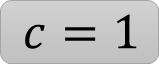 c = 1